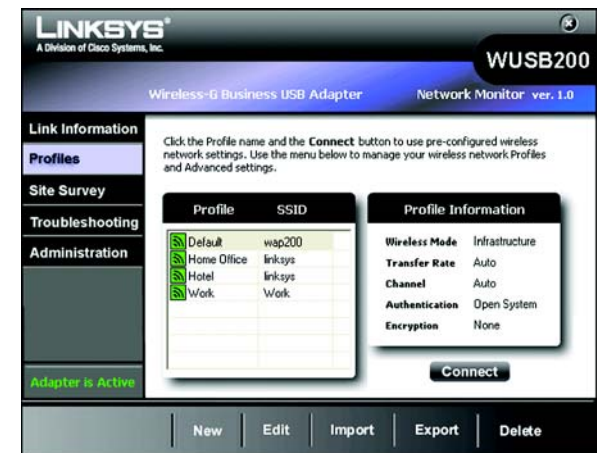 LINKSYS®
A Division of Cisco Systems, Inc.
WUSB200
Wireless-G Business USB Adapter Network Monitor ver. 1.0
Link Information
Profiles
Site Survey
Troubleshooting
Administration
Adapter is Active
Click the Profile name and the Connect button to use pre-configured wireless
network settings. Use the menu below to manage your wireless network Profiles
and Advanced settings.
Profile SSID
Default wap200
Home Office linksys
Hotel linksys
Work Work
Profile Information
Wireless Mode Infrastructure
Transfer Rate Auto
Channel Auto
Authentication Open System
Encryption None
Connect
New Edit Import Export Delete